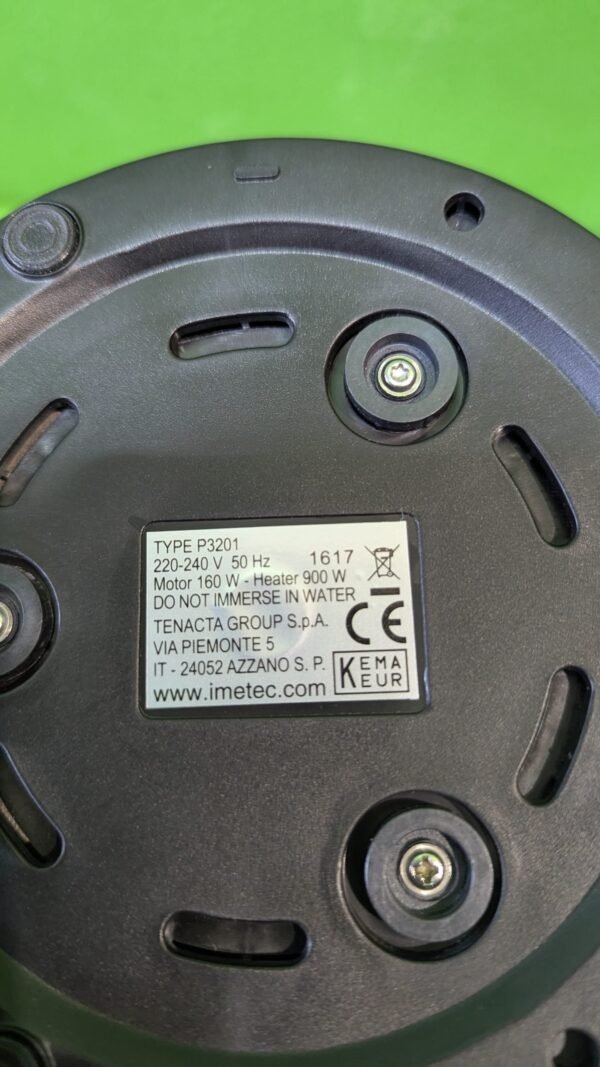 TYPE P3201
220-240 V 50 Hz 1617
Motor 160 W - Heater 900 W
DO NOT IMMERSE IN WATER
TENACTA GROUP S.p.A. CE
VIA PIEMONTE 5
IT - 24052 AZZANO S. P.
www.imetec.com
KEMA
KEUR